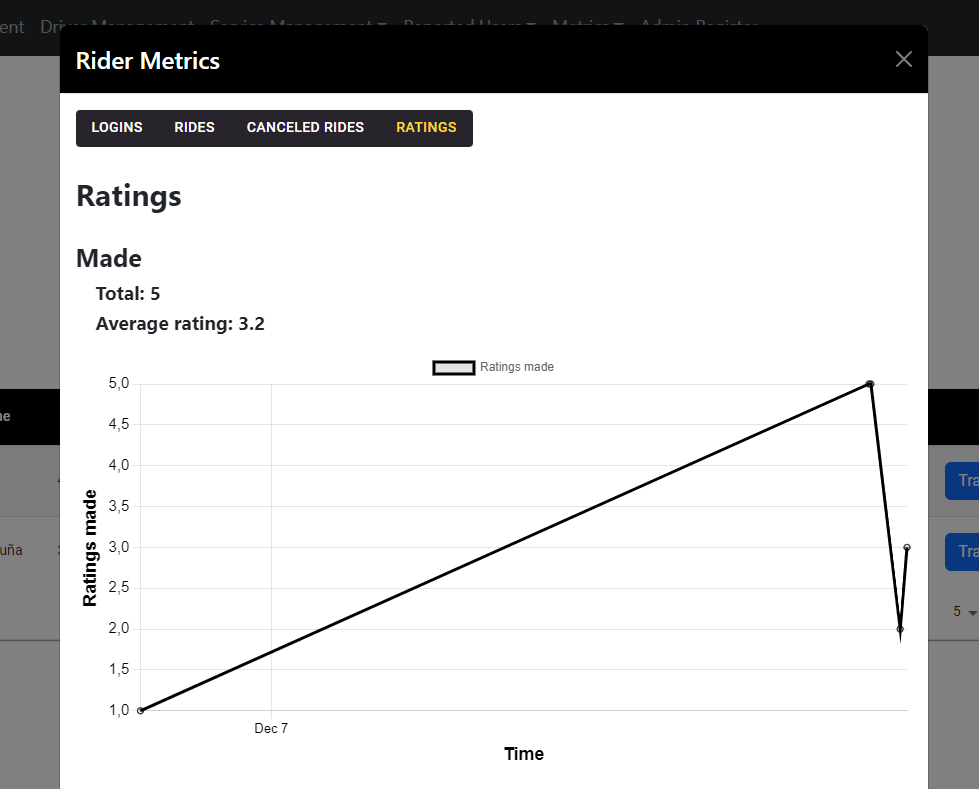 ent Driver Management Service Management Reported Users Metrics Admin Register
Rider Metrics
LOGINS RIDES CANCELED RIDES RATINGS
Ratings
Made
Total: 5
Average rating: 3.2
Ratings made
5,0
4,5
4,0
3,5
3,0
2,5
2,0
1,5
1,0
Ratings made
Dec 7
Time
ne
Tra
uña
Tra
5